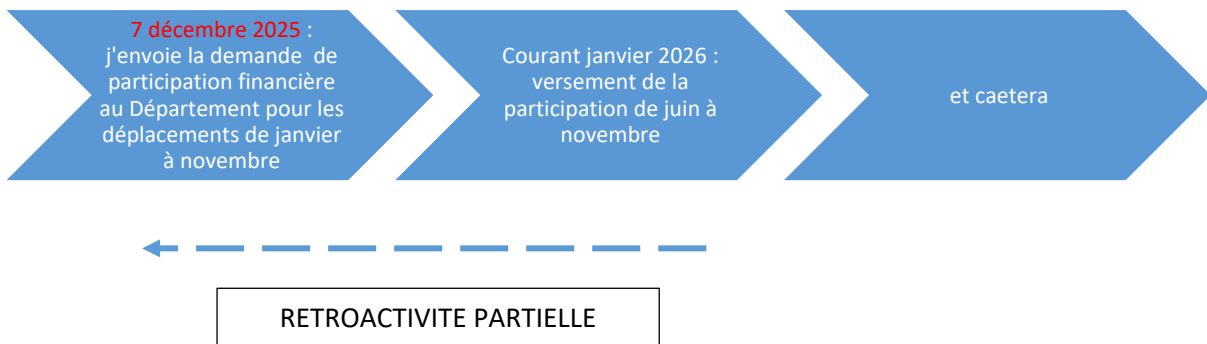 7 décembre 2025 :
j'envoie la demande de
participation financière
au Département pour les
déplacements de janvier
à novembre
Courant janvier 2026 :
versement de la
participation de juin à
novembre
et caetera
RETROACTIVITE PARTIELLE